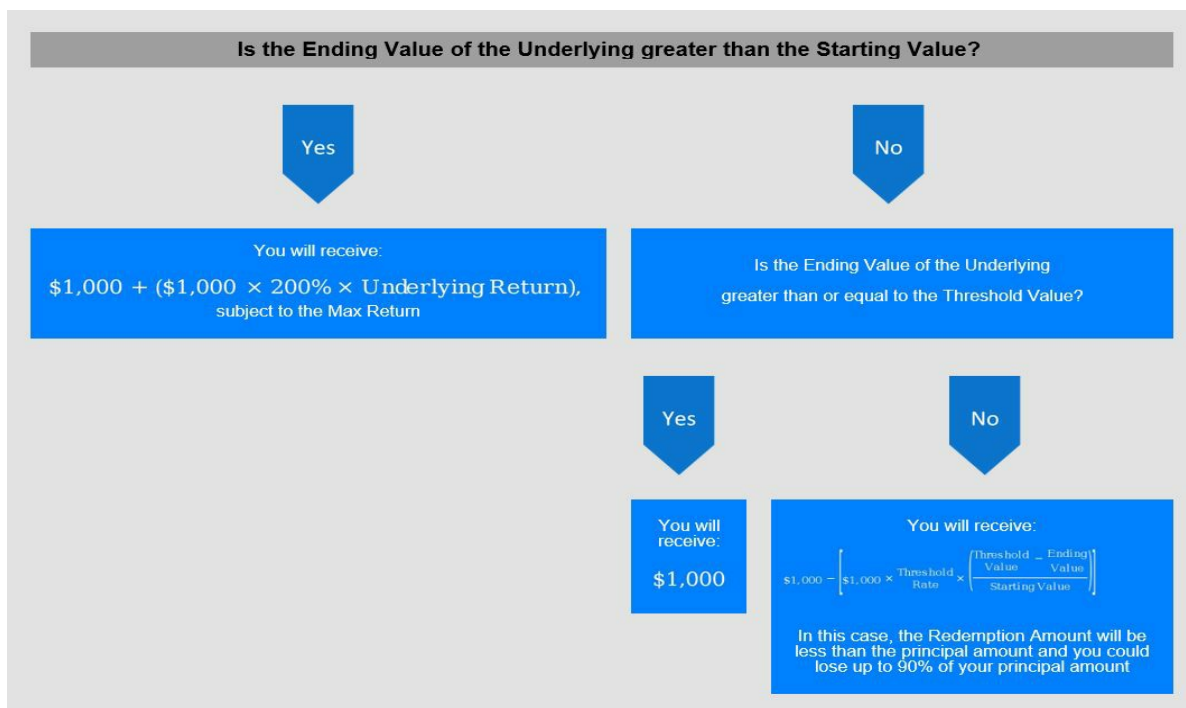 Is the Ending Value of the Underlying greater than the Starting Value?
Yes
No
You will receive:
$1,000 + ($1,000 × 200% × Underlying Return),
subject to the Max Return
Is the Ending Value of the Underlying
greater than or equal to the Threshold Value?
Yes
No
You will
receive:
$1,000
You will receive:
$1,000 − [$1,000 × Threshold Rate × ((Threshold Value − Ending Value) / Starting Value)]
In this case, the Redemption Amount will be
less than the principal amount and you could
lose up to 90% of your principal amount